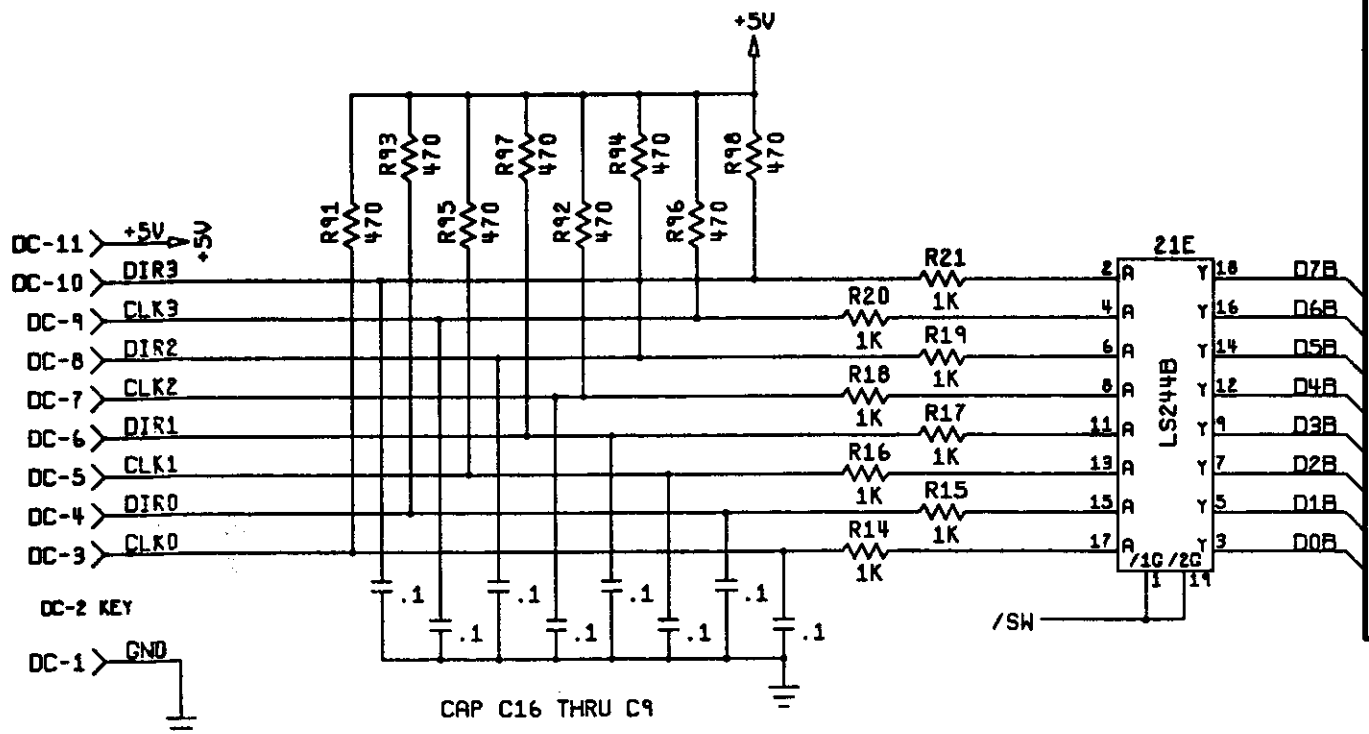 +5V
R91 470
R93 470
R95 470
R97 470
R92 470
R94 470
R96 470
R98 470
DC-11 +5V +5V
DC-10 DIR3
DC-9 CLK3
DC-8 DIR2
DC-7 CLK2
DC-6 DIR1
DC-5 CLK1
DC-4 DIR0
DC-3 CLK0
DC-2 KEY
DC-1 GND
R21 1K
R20 1K
R19 1K
R18 1K
R17 1K
R16 1K
R15 1K
R14 1K
21E
LS244B
2 A Y 18 D7B
4 A Y 16 D6B
6 A Y 14 D5B
8 A Y 12 D4B
11 A Y 9 D3B
13 A Y 7 D2B
15 A Y 5 D1B
17 A Y 3 D0B
/1G /2G
1 19
/SW
.1 .1 .1 .1
.1 .1 .1 .1
CAP C16 THRU C9